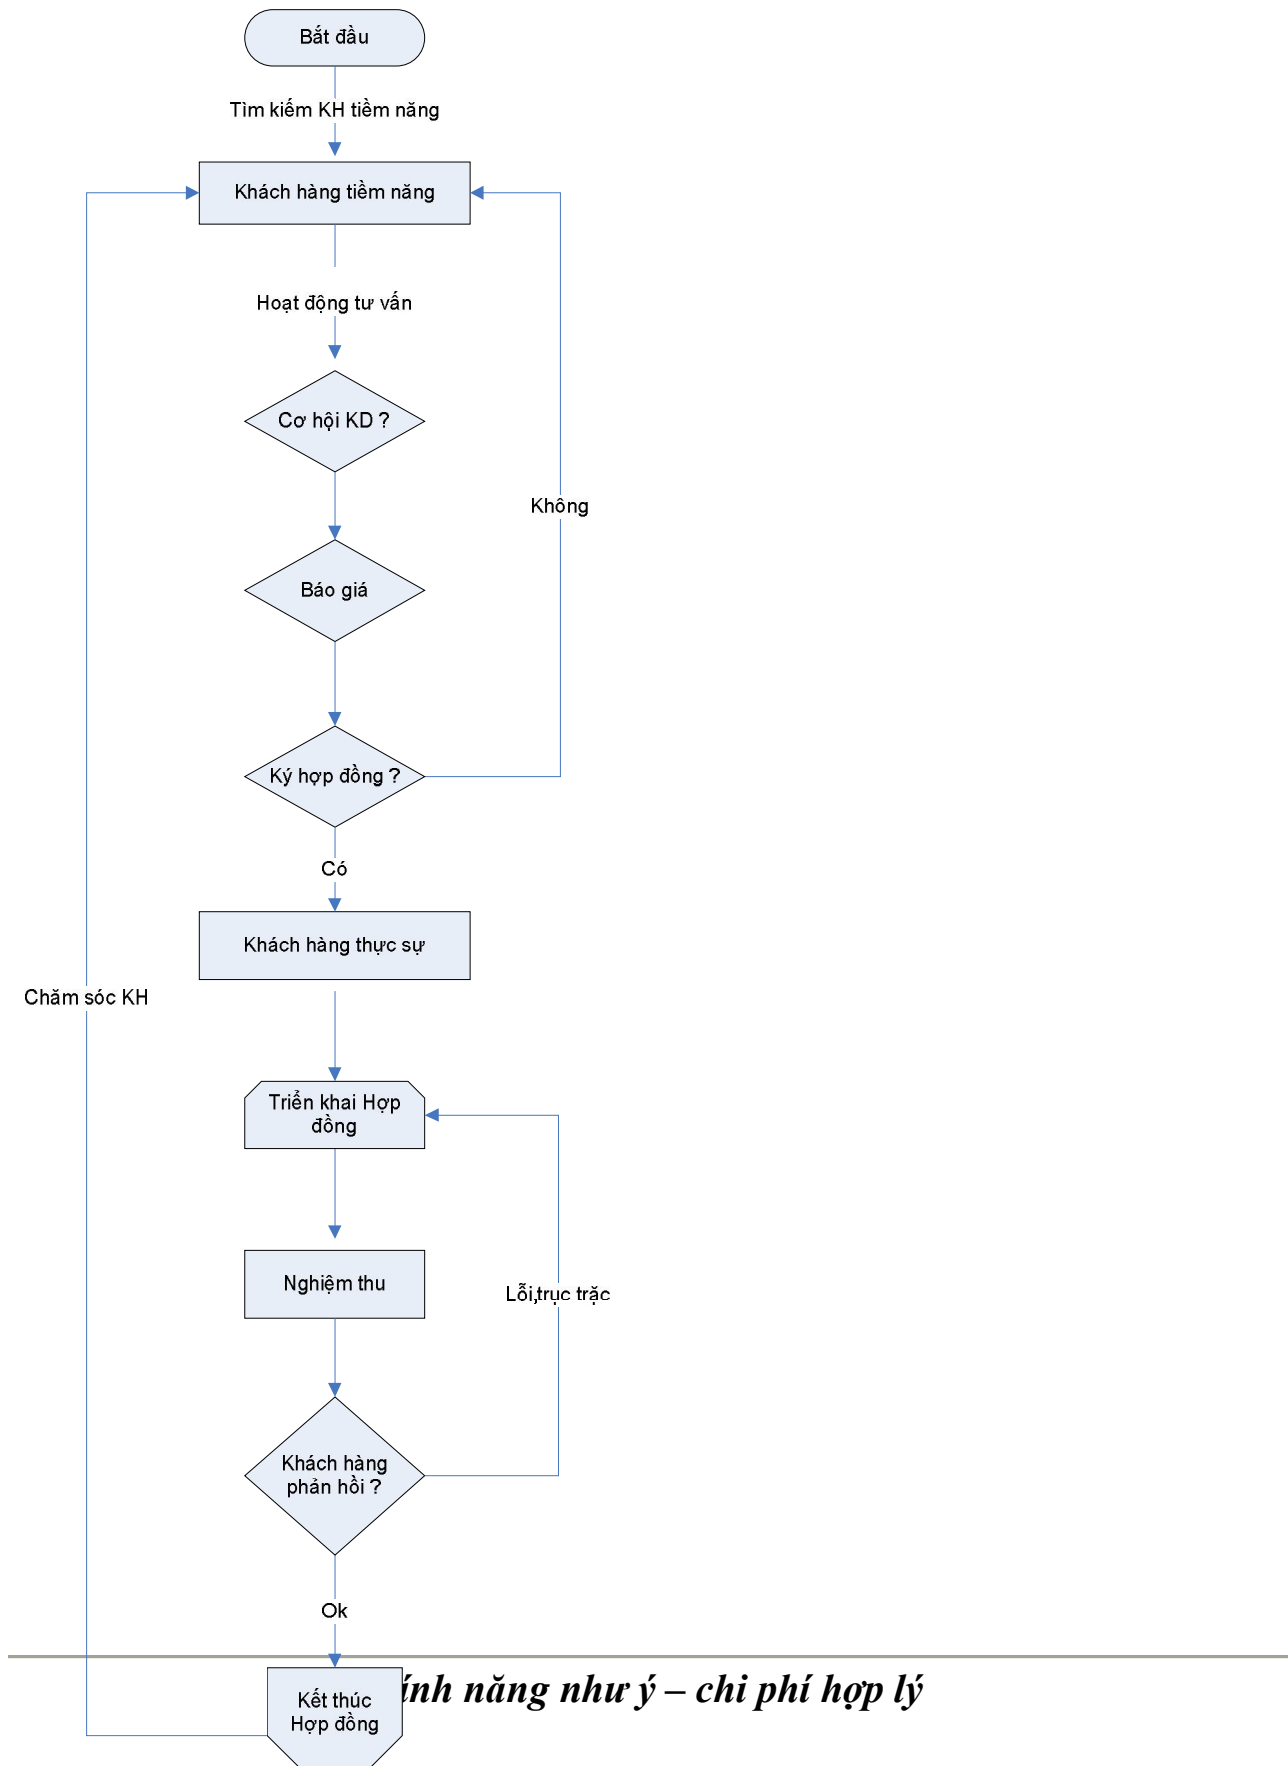 Bắt đầu
Tìm kiếm KH tiềm năng
Khách hàng tiềm năng
Hoạt động tư vấn
Cơ hội KD ?
Không
Báo giá
Ký hợp đồng ?
Có
Khách hàng thực sự
Chăm sóc KH
Triển khai Hợp
đồng
Nghiệm thu
Lỗi,trục trặc
Khách hàng
phản hồi ?
Ok
Kết thúc
Hợp đồng
năng như ý – chi phí hợp lý